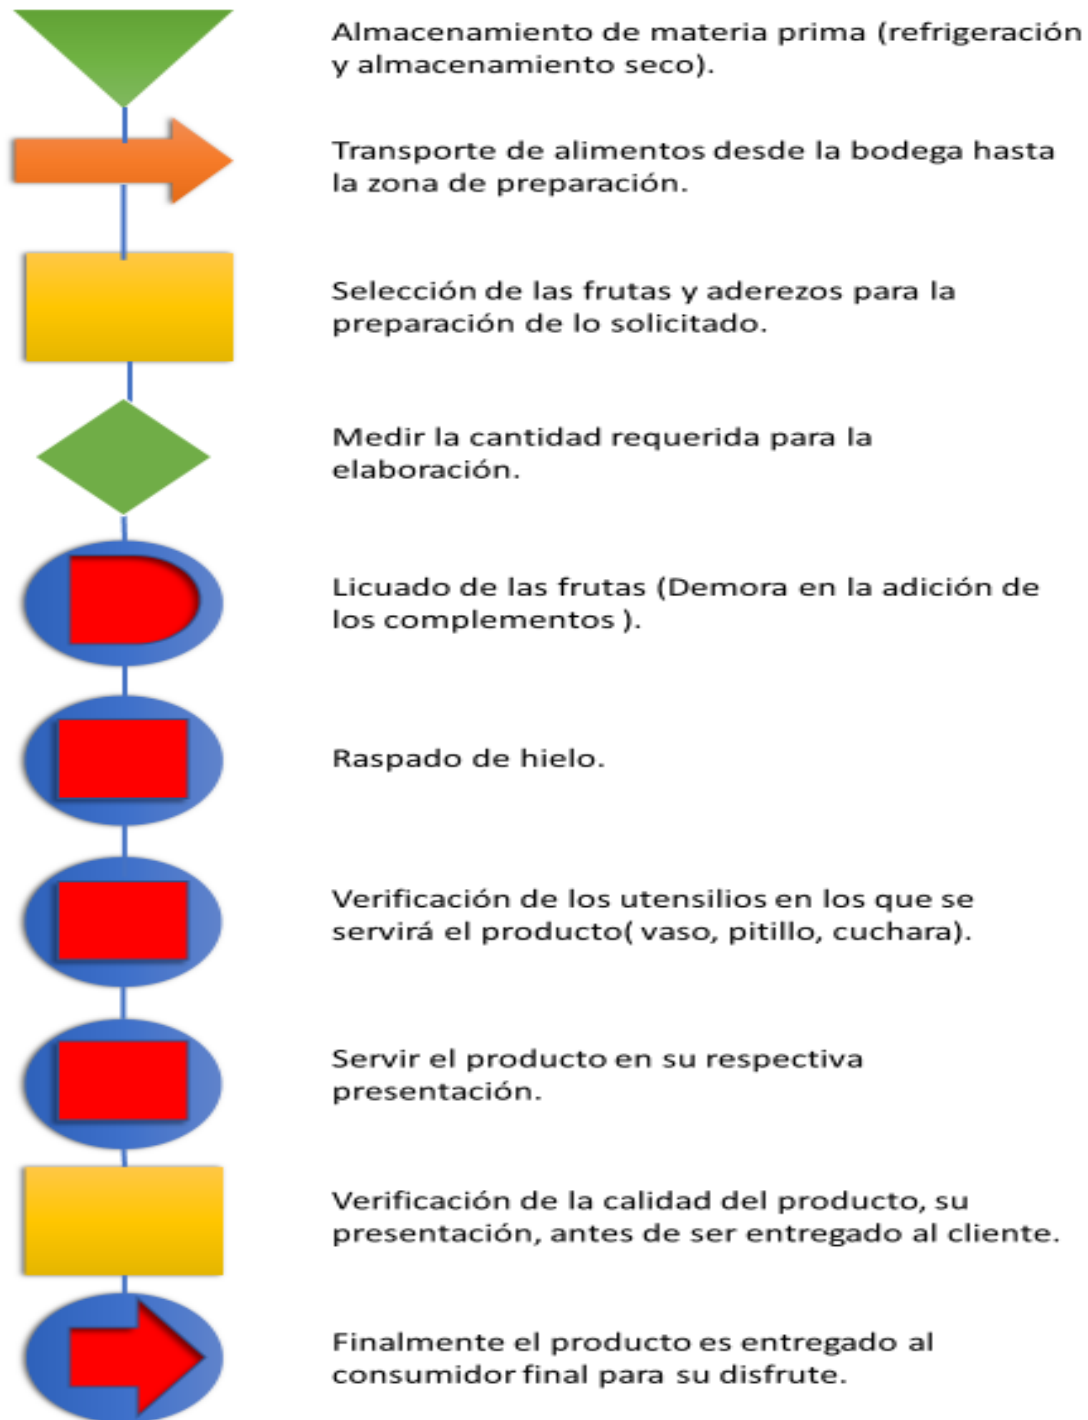 Almacenamiento de materia prima (refrigeración
y almacenamiento seco).
Transporte de alimentos desde la bodega hasta
la zona de preparación.
Selección de las frutas y aderezos para la
preparación de lo solicitado.
Medir la cantidad requerida para la
elaboración.
Licuado de las frutas (Demora en la adición de
los complementos ).
Raspado de hielo.
Verificación de los utensilios en los que se
servirá el producto( vaso, pitillo, cuchara).
Servir el producto en su respectiva
presentación.
Verificación de la calidad del producto, su
presentación, antes de ser entregado al cliente.
Finalmente el producto es entregado al
consumidor final para su disfrute.